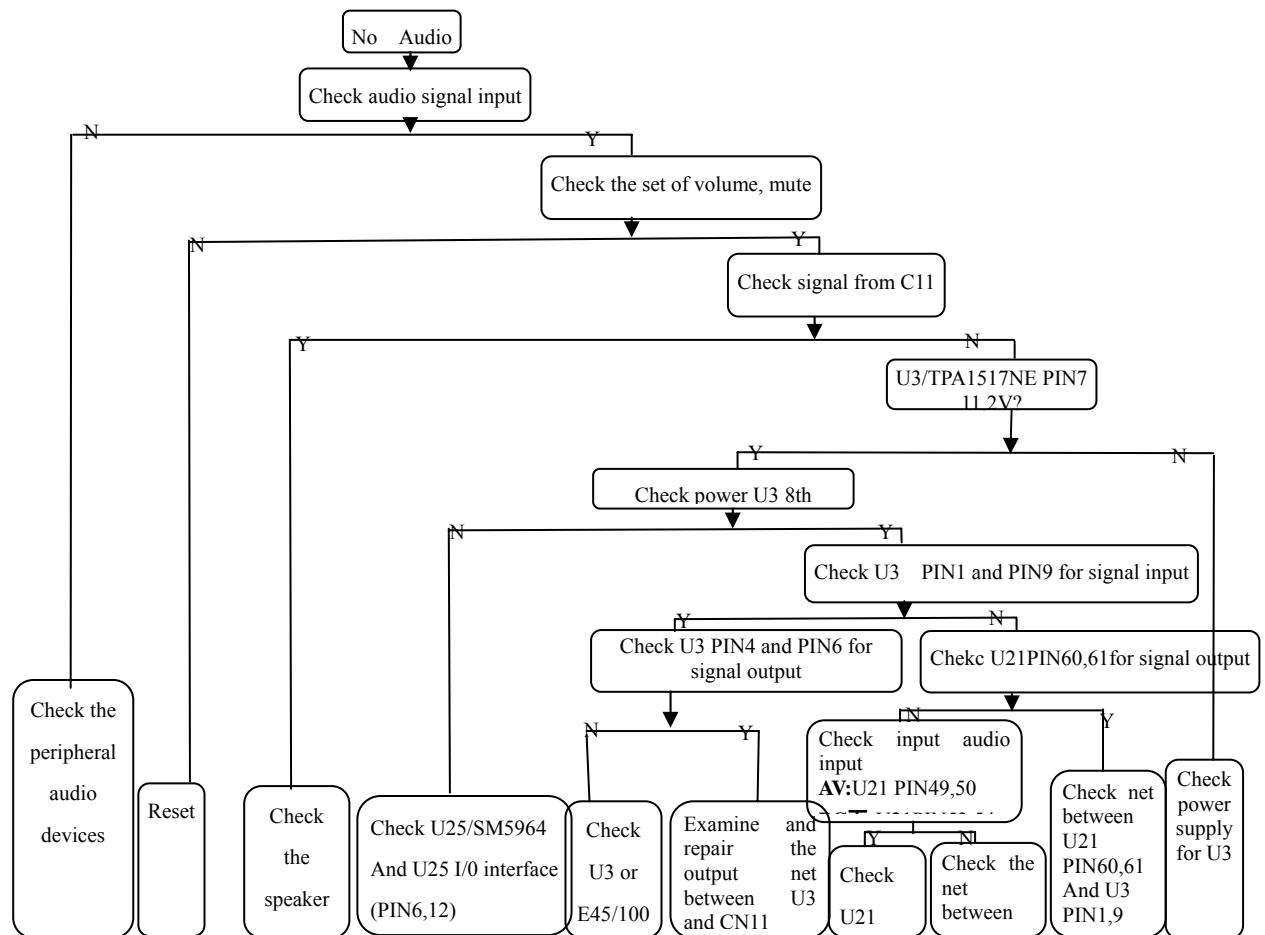 No Audio
Check audio signal input
N
Y
Check the set of volume, mute
N
Y
Check signal from C11
Y
N
U3/TPA1517NE PIN7
11,2V?
Y
N
Check power U3 8th
N
Y
Check U3 PIN1 and PIN9 for signal input
Y
N
Check U3 PIN4 and PIN6 for
signal output
Chekc U21PIN60,61for signal output
N
Y
N
Y
Check input audio
input
AV:U21 PIN49,50
Y
N
Check the
peripheral
audio
devices
Reset
Check
the
speaker
Check U25/SM5964
And U25 I/0 interface
(PIN6,12)
Check
U3 or
E45/100
Examine and
repair the
output net
between U3
and CN11
Check
U21
Check the
net
between
Check net
between
U21
PIN60,61
And U3
PIN1,9
Check
power
supply
for U3